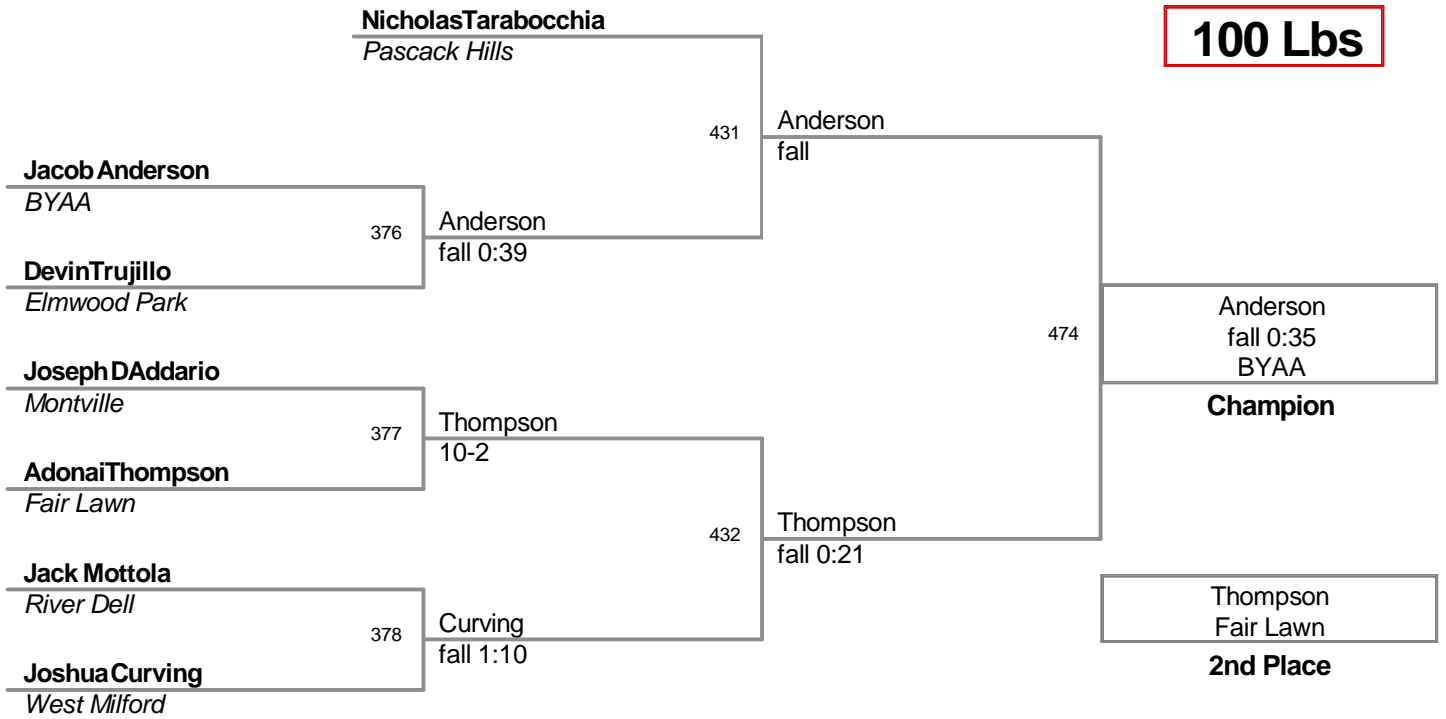 NicholasTarabocchia
Pascack Hills
100 Lbs
431
Anderson
fall
Jacob Anderson
BYAA
376
Anderson
fall 0:39
DevinTrujillo
Elmwood Park
474
Anderson
fall 0:35
BYAA
Champion
Joseph DAddario
Montville
377
Thompson
10-2
AdonaiThompson
Fair Lawn
432
Thompson
fall 0:21
Jack Mottola
River Dell
378
Curving
fall 1:10
JoshuaCurving
West Milford
Thompson
Fair Lawn
2nd Place